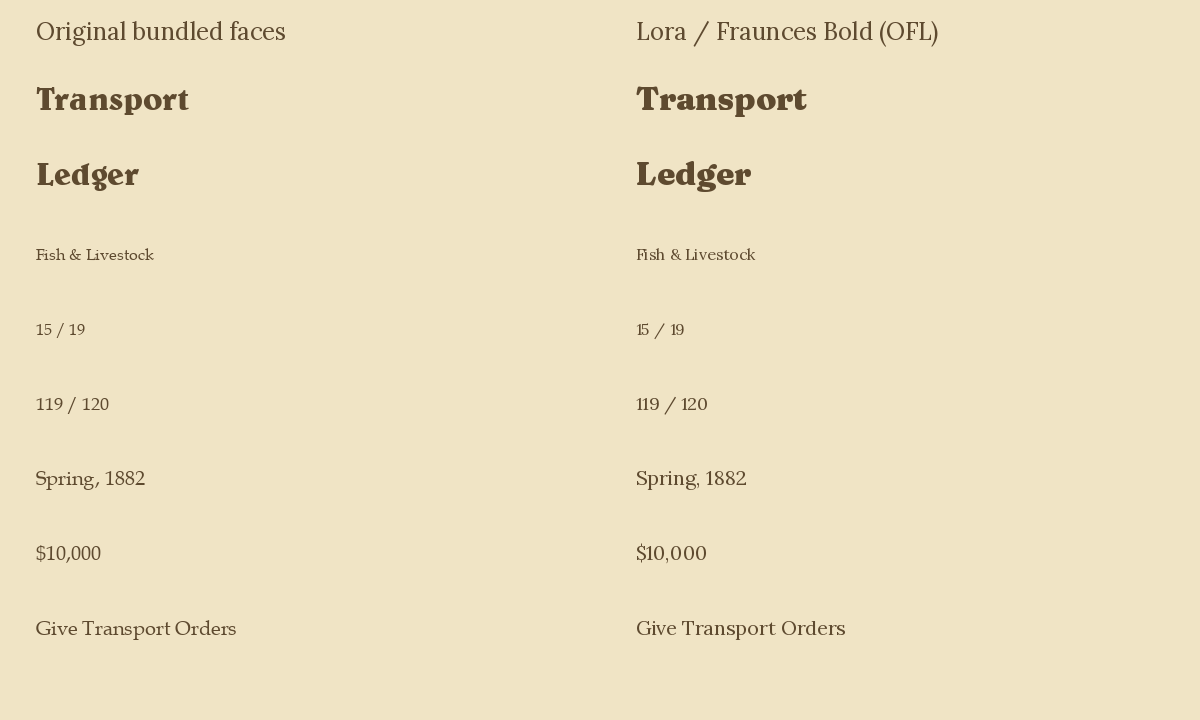 Original bundled faces
Lora / Fraunces Bold (OFL)
Transport
Transport
Ledger
Ledger
Fish & Livestock
Fish & Livestock
15 / 19
15 / 19
119 / 120
119 / 120
Spring, 1882
Spring, 1882
$10,000
$10,000
Give Transport Orders
Give Transport Orders